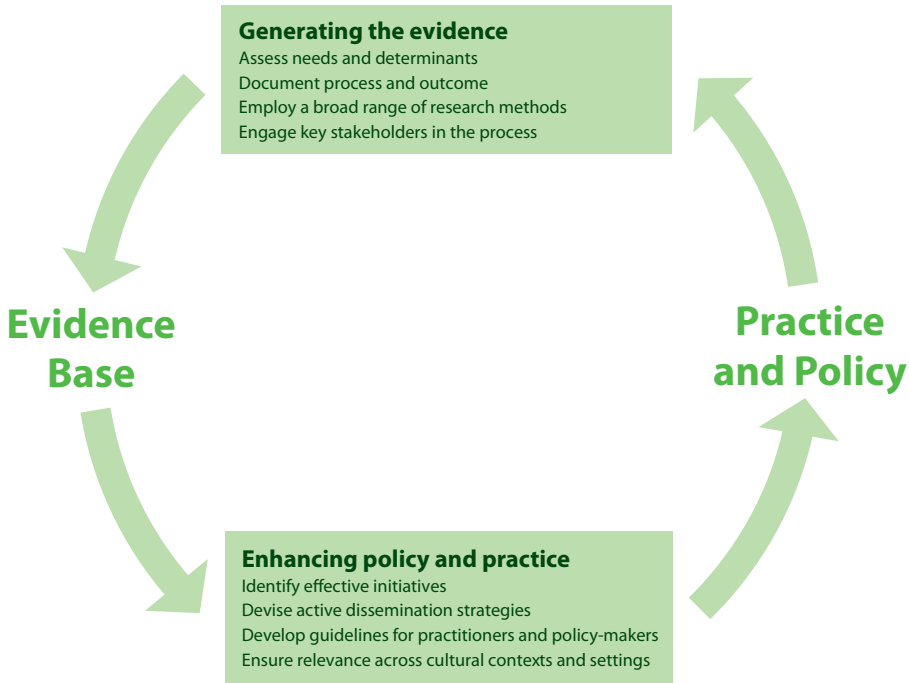 Generating the evidence
Assess needs and determinants
Document process and outcome
Employ a broad range of research methods
Engage key stakeholders in the process
Evidence
Base
Practice
and Policy
Enhancing policy and practice
Identify effective initiatives
Devise active dissemination strategies
Develop guidelines for practitioners and policy-makers
Ensure relevance across cultural contexts and settings